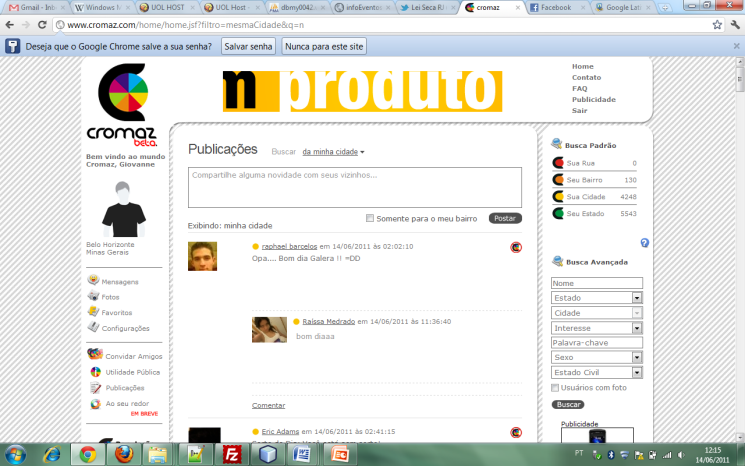 Gmail - Inb
Windows M
UOL HOST
UOL Host -
dbmy0042.
infoEvento
Lei Seca RJ
cromaz
Facebook
Google Lati
www.cromaz.com/home/home.jsf?filtro=mesmaCidade&q=n
Deseja que o Google Chrome salve a sua senha?
Salvar senha
Nunca para este site
cromaz
beta.
n produto
Home
Contato
FAQ
Publicidade
Sair
Bem vindo ao mundo
Cromaz, Giovanne
Belo Horizonte
Minas Gerais
Mensagens
Fotos
Favoritos
Configurações
Convidar Amigos
Utilidade Pública
Publicações
Ao seu redor
EM BREVE
Publicações Buscar da minha cidade
Compartilhe alguma novidade com seus vizinhos...
Somente para o meu bairro Postar
Exibindo: minha cidade
raphael barcelos em 14/06/2011 às 02:02:10
Opa.... Bom dia Galera !! =DD
Raissa Medrado em 14/06/2011 às 11:36:40
bom diaaa
Comentar
Eric Adams em 14/06/2011 às 02:41:15
Busca Padrão
Sua Rua 0
Seu Bairro 130
Sua Cidade 4248
Seu Estado 5543
Busca Avançada
Nome
Estado
Cidade
Interesse
Palavra-chave
Sexo
Estado Civil
Usuários com foto
Buscar
Publicidade
PT
12:15
14/06/2011